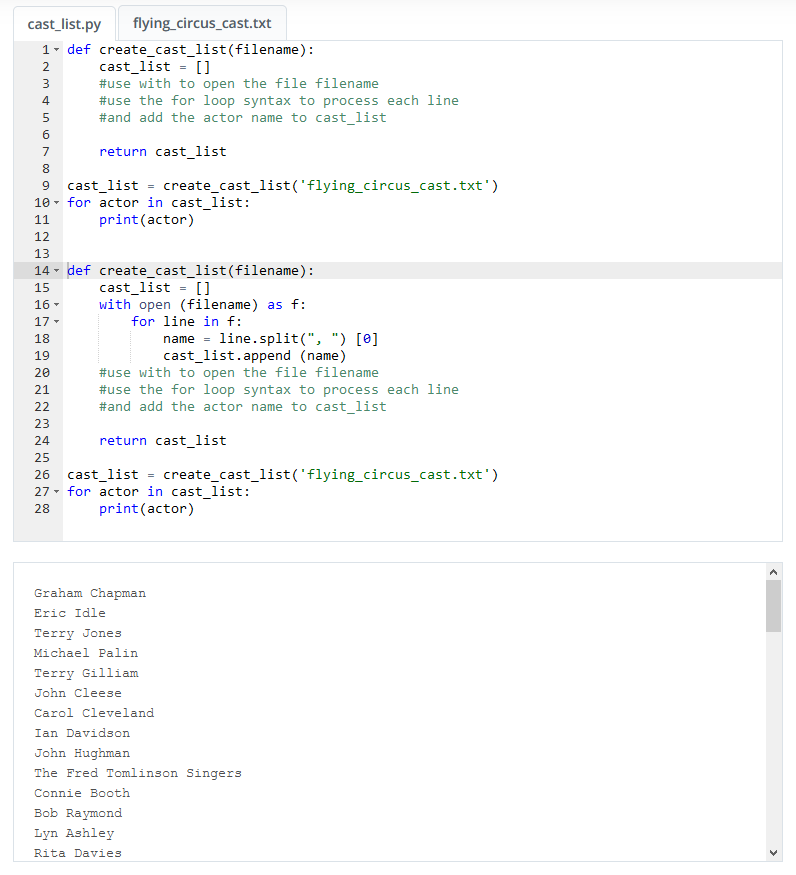 cast_list.py flying_circus_cast.txt
1 def create_cast_list(filename):
2     cast_list = []
3     #use with to open the file filename
4     #use the for loop syntax to process each line
5     #and add the actor name to cast_list
6
7     return cast_list
8
9 cast_list = create_cast_list('flying_circus_cast.txt')
10 for actor in cast_list:
11     print(actor)
12
13
14 def create_cast_list(filename):
15     cast_list = []
16     with open (filename) as f:
17         for line in f:
18             name = line.split(", ") [0]
19             cast_list.append (name)
20     #use with to open the file filename
21     #use the for loop syntax to process each line
22     #and add the actor name to cast_list
23
24     return cast_list
25
26 cast_list = create_cast_list('flying_circus_cast.txt')
27 for actor in cast_list:
28     print(actor)
Graham Chapman
Eric Idle
Terry Jones
Michael Palin
Terry Gilliam
John Cleese
Carol Cleveland
Ian Davidson
John Hughman
The Fred Tomlinson Singers
Connie Booth
Bob Raymond
Lyn Ashley
Rita Davies